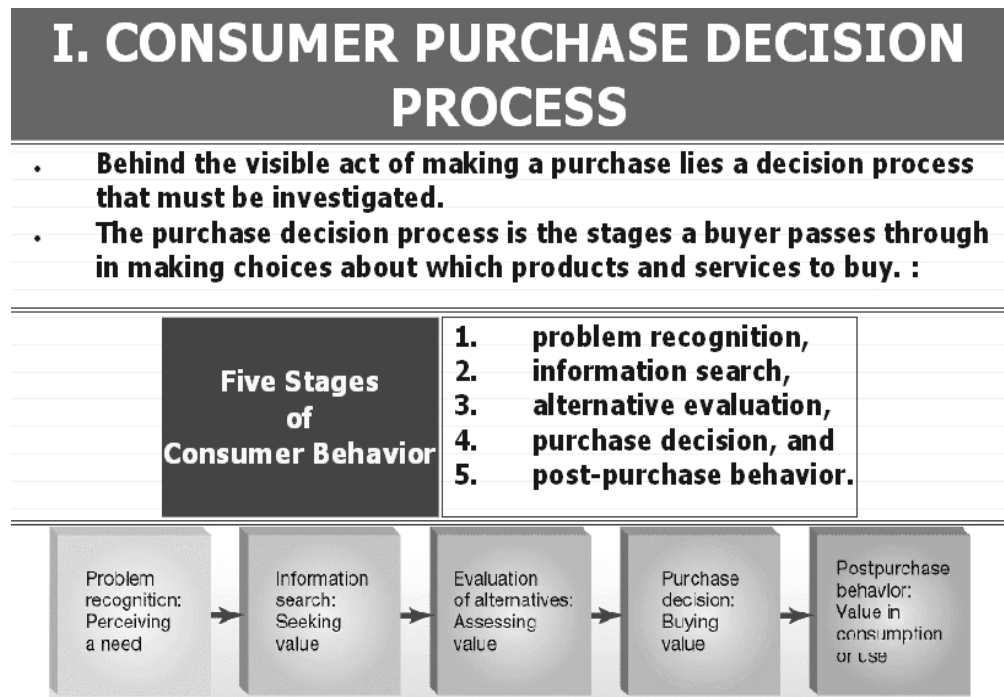 I. CONSUMER PURCHASE DECISION
PROCESS
• Behind the visible act of making a purchase lies a decision process
that must be investigated.
• The purchase decision process is the stages a buyer passes through
in making choices about which products and services to buy. :
Five Stages
of
Consumer Behavior
1. problem recognition,
2. information search,
3. alternative evaluation,
4. purchase decision, and
5. post-purchase behavior.
Problem
recognition:
Perceiving
a need
Information
search:
Seeking
value
Evaluation
of alternatives:
Assessing
value
Purchase
decision:
Buying
value
Postpurchase
behavior:
Value in
consumption
or use